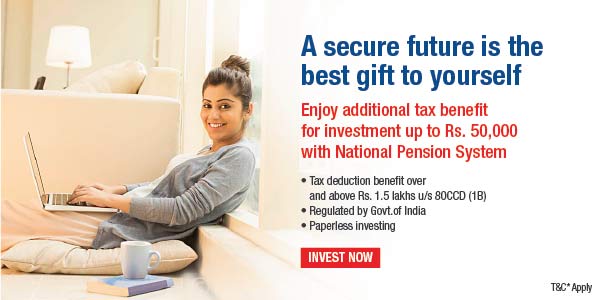 A secure future is the
best gift to yourself
Enjoy additional tax benefit
for investment up to Rs. 50,000
with National Pension System
• Tax deduction benefit over
and above Rs. 1.5 lakhs u/s 80CCD (1B)
• Regulated by Govt.of India
• Paperless investing
INVEST NOW
T&C* Apply